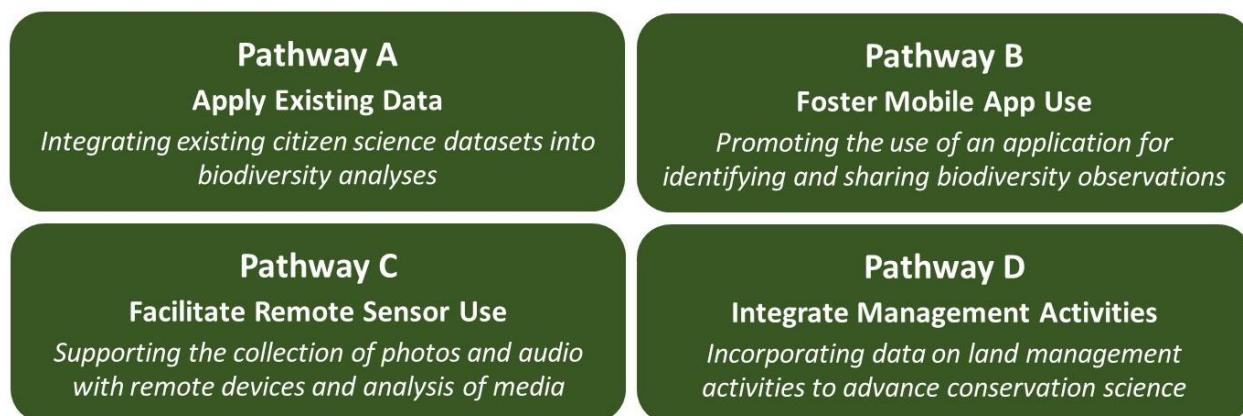 Pathway A
Apply Existing Data
Integrating existing citizen science datasets into
biodiversity analyses
Pathway B
Foster Mobile App Use
Promoting the use of an application for
identifying and sharing biodiversity observations
Pathway C
Facilitate Remote Sensor Use
Supporting the collection of photos and audio
with remote devices and analysis of media
Pathway D
Integrate Management Activities
Incorporating data on land management
activities to advance conservation science